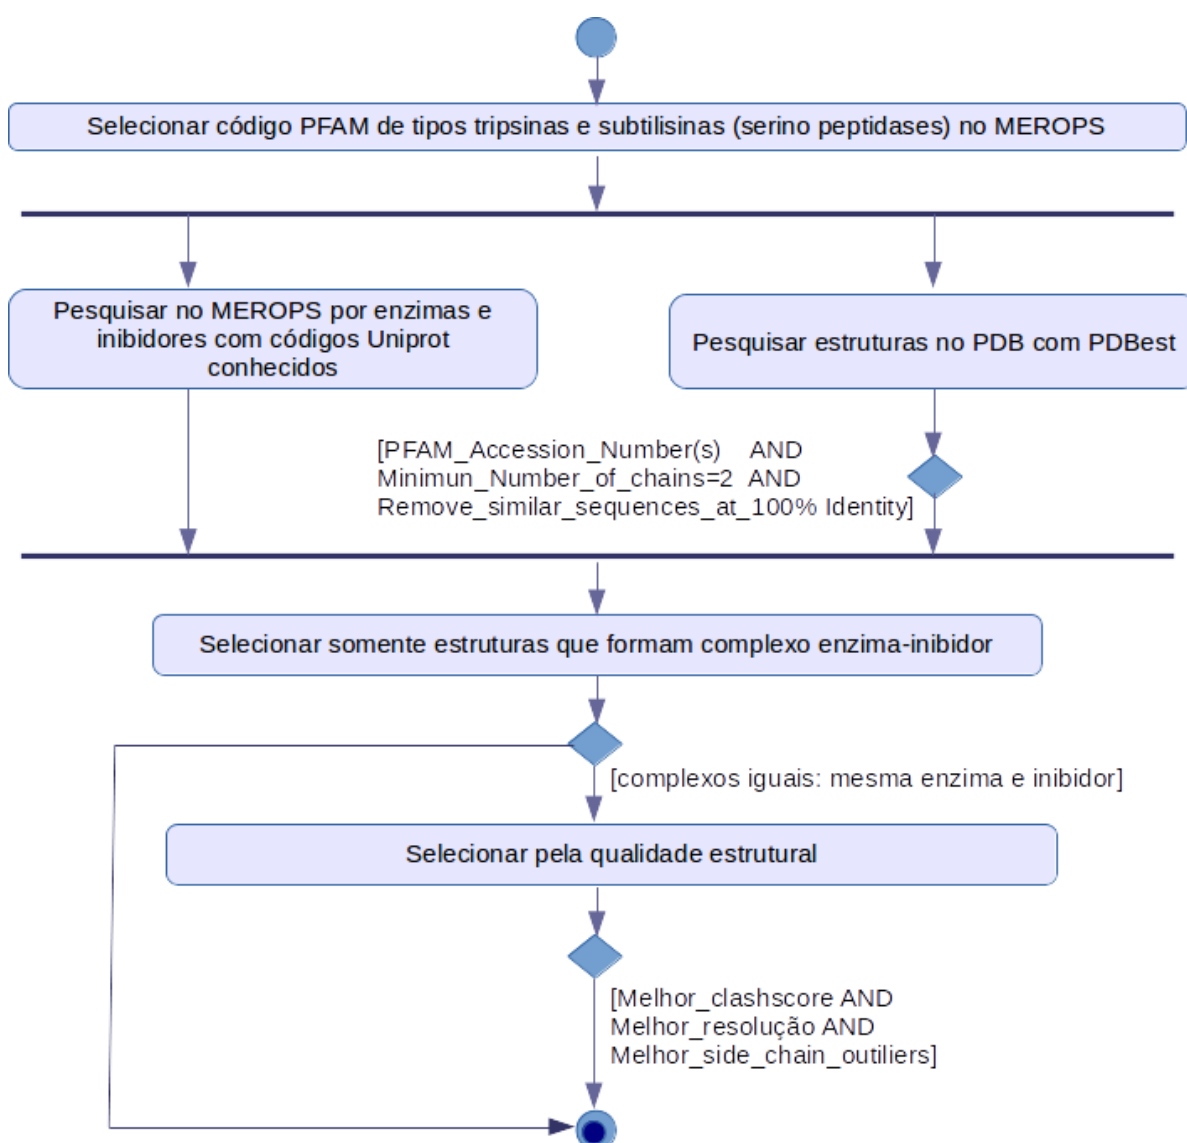 Selecionar código PFAM de tipos tripsinas e subtilisinas (serino peptidases) no MEROPS
Pesquisar no MEROPS por enzimas e
inibidores com códigos Uniprot
conhecidos
Pesquisar estruturas no PDB com PDBest
[PFAM_Accession_Number(s) AND
Minimun_Number_of_chains=2 AND
Remove_similar_sequences_at_100% Identity]
Selecionar somente estruturas que formam complexo enzima-inibidor
[complexos iguais: mesma enzima e inibidor]
Selecionar pela qualidade estrutural
[Melhor_clashscore AND
Melhor_resolução AND
Melhor_side_chain_outiliers]